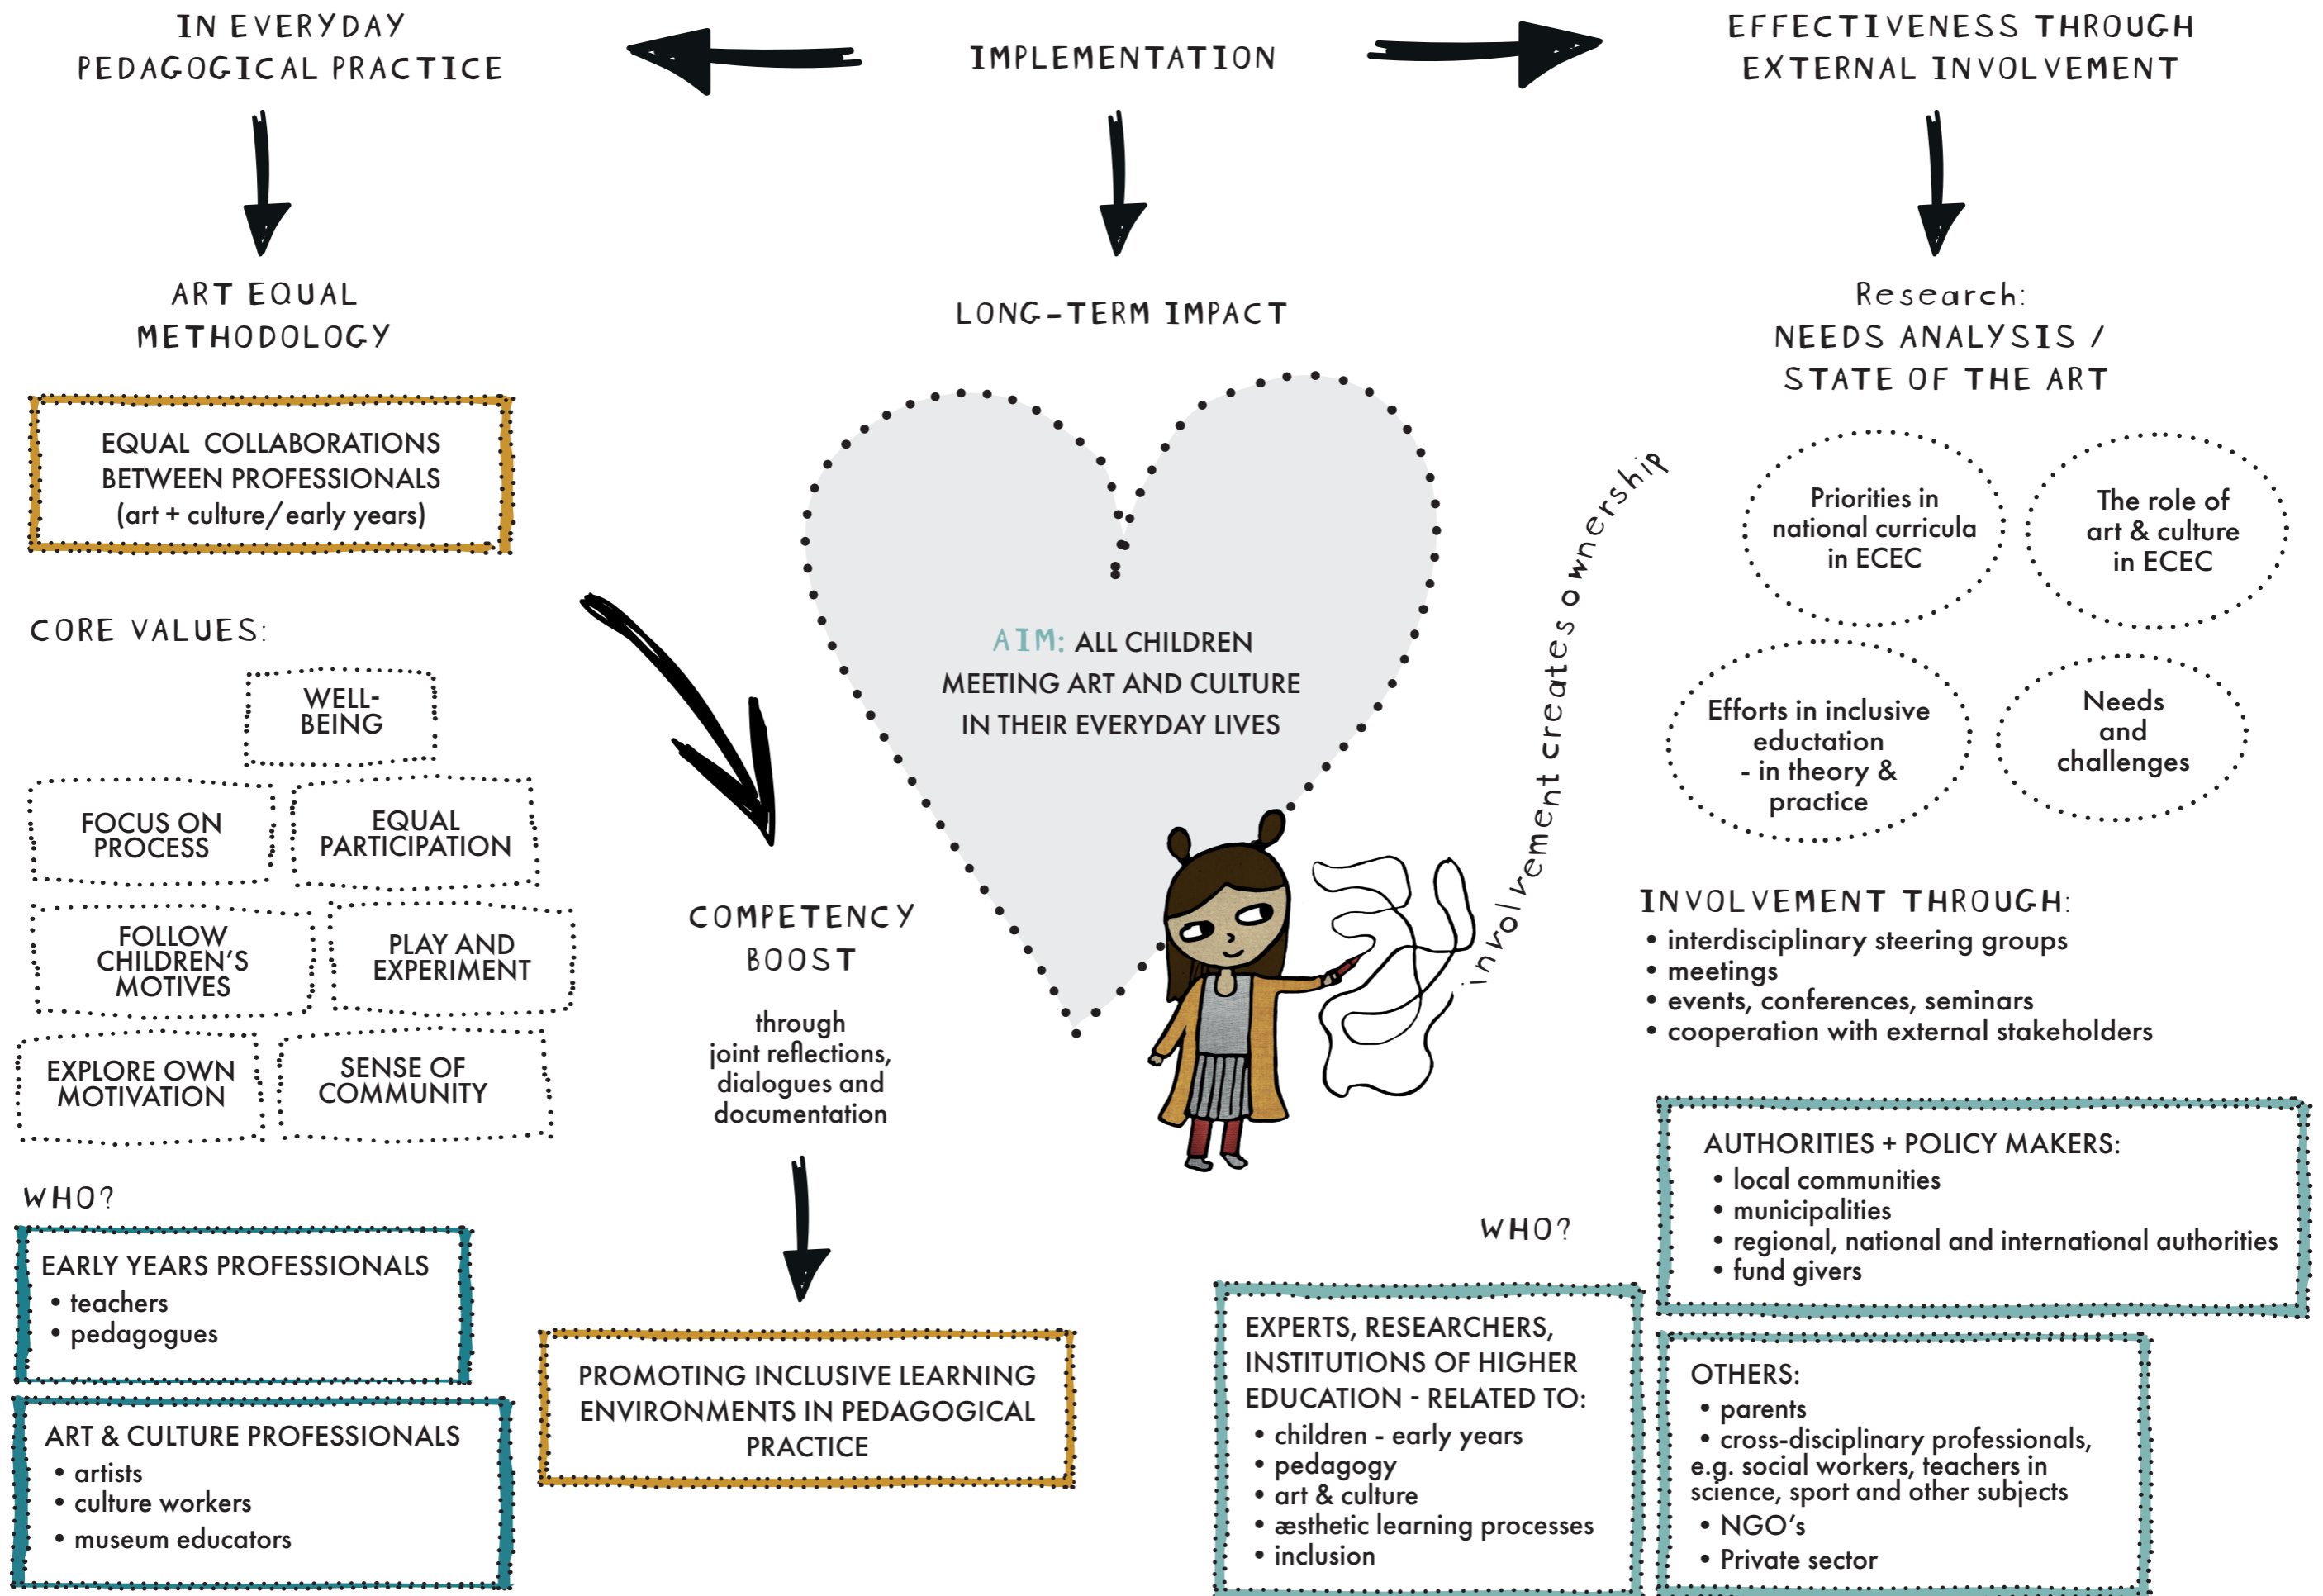 IN EVERYDAY
PEDAGOGICAL PRACTICE
IMPLEMENTATION
EFFECTIVENESS THROUGH
EXTERNAL INVOLVEMENT
ART EQUAL
METHODOLOGY
EQUAL COLLABORATIONS
BETWEEN PROFESSIONALS
(art + culture/early years)
CORE VALUES:
WELL-
BEING
FOCUS ON
PROCESS
EQUAL
PARTICIPATION
FOLLOW
CHILDREN'S
MOTIVES
PLAY AND
EXPERIMENT
EXPLORE OWN
MOTIVATION
SENSE OF
COMMUNITY
WHO?
EARLY YEARS PROFESSIONALS
• teachers
• pedagogues
ART & CULTURE PROFESSIONALS
• artists
• culture workers
• museum educators
LONG-TERM IMPACT
AIM: ALL CHILDREN
MEETING ART AND CULTURE
IN THEIR EVERYDAY LIVES
COMPETENCY
BOOST
through
joint reflections,
dialogues and
documentation
PROMOTING INCLUSIVE LEARNING
ENVIRONMENTS IN PEDAGOGICAL
PRACTICE
involvement creates ownership
Research:
NEEDS ANALYSIS /
STATE OF THE ART
Priorities in
national curricula
in ECEC
The role of
art & culture
in ECEC
Efforts in inclusive
eductation
- in theory &
practice
Needs
and
challenges
INVOLVEMENT THROUGH:
• interdisciplinary steering groups
• meetings
• events, conferences, seminars
• cooperation with external stakeholders
WHO?
AUTHORITIES + POLICY MAKERS:
• local communities
• municipalities
• regional, national and international authorities
• fund givers
EXPERTS, RESEARCHERS,
INSTITUTIONS OF HIGHER
EDUCATION - RELATED TO:
• children - early years
• pedagogy
• art & culture
• æsthetic learning processes
• inclusion
OTHERS:
• parents
• cross-disciplinary professionals,
e.g. social workers, teachers in
science, sport and other subjects
• NGO's
• Private sector